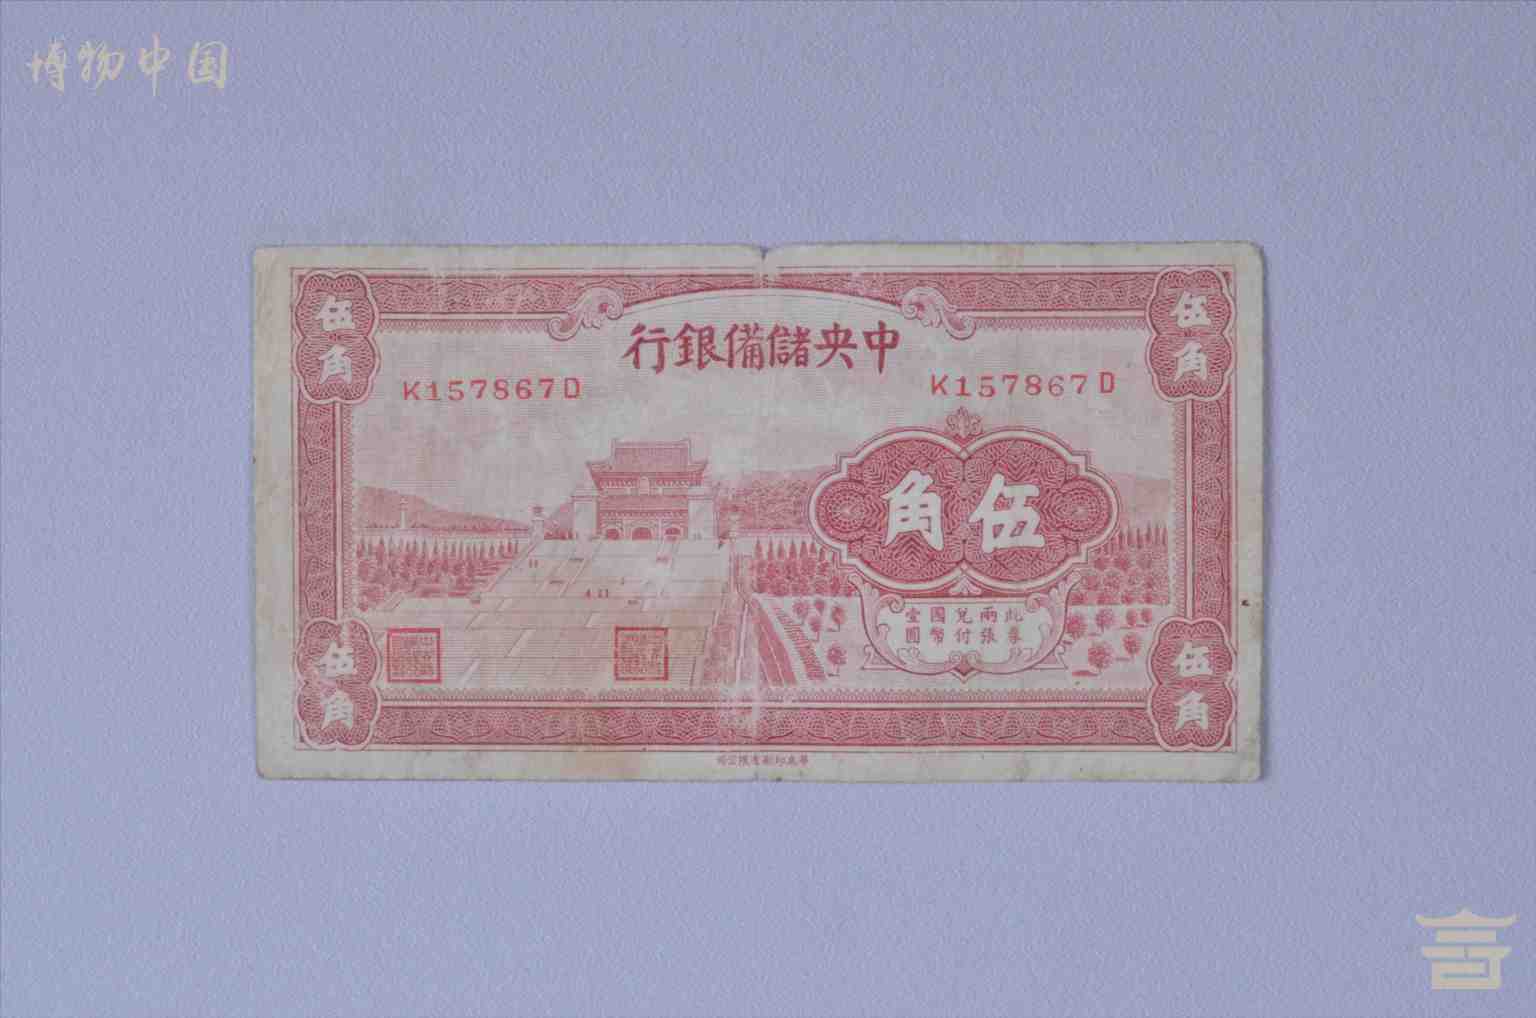 博物中国
中央儲備銀行
K157867D
K157867D
伍角
伍角
伍角
此券兩張兌付國幣壹圓
伍角
伍角